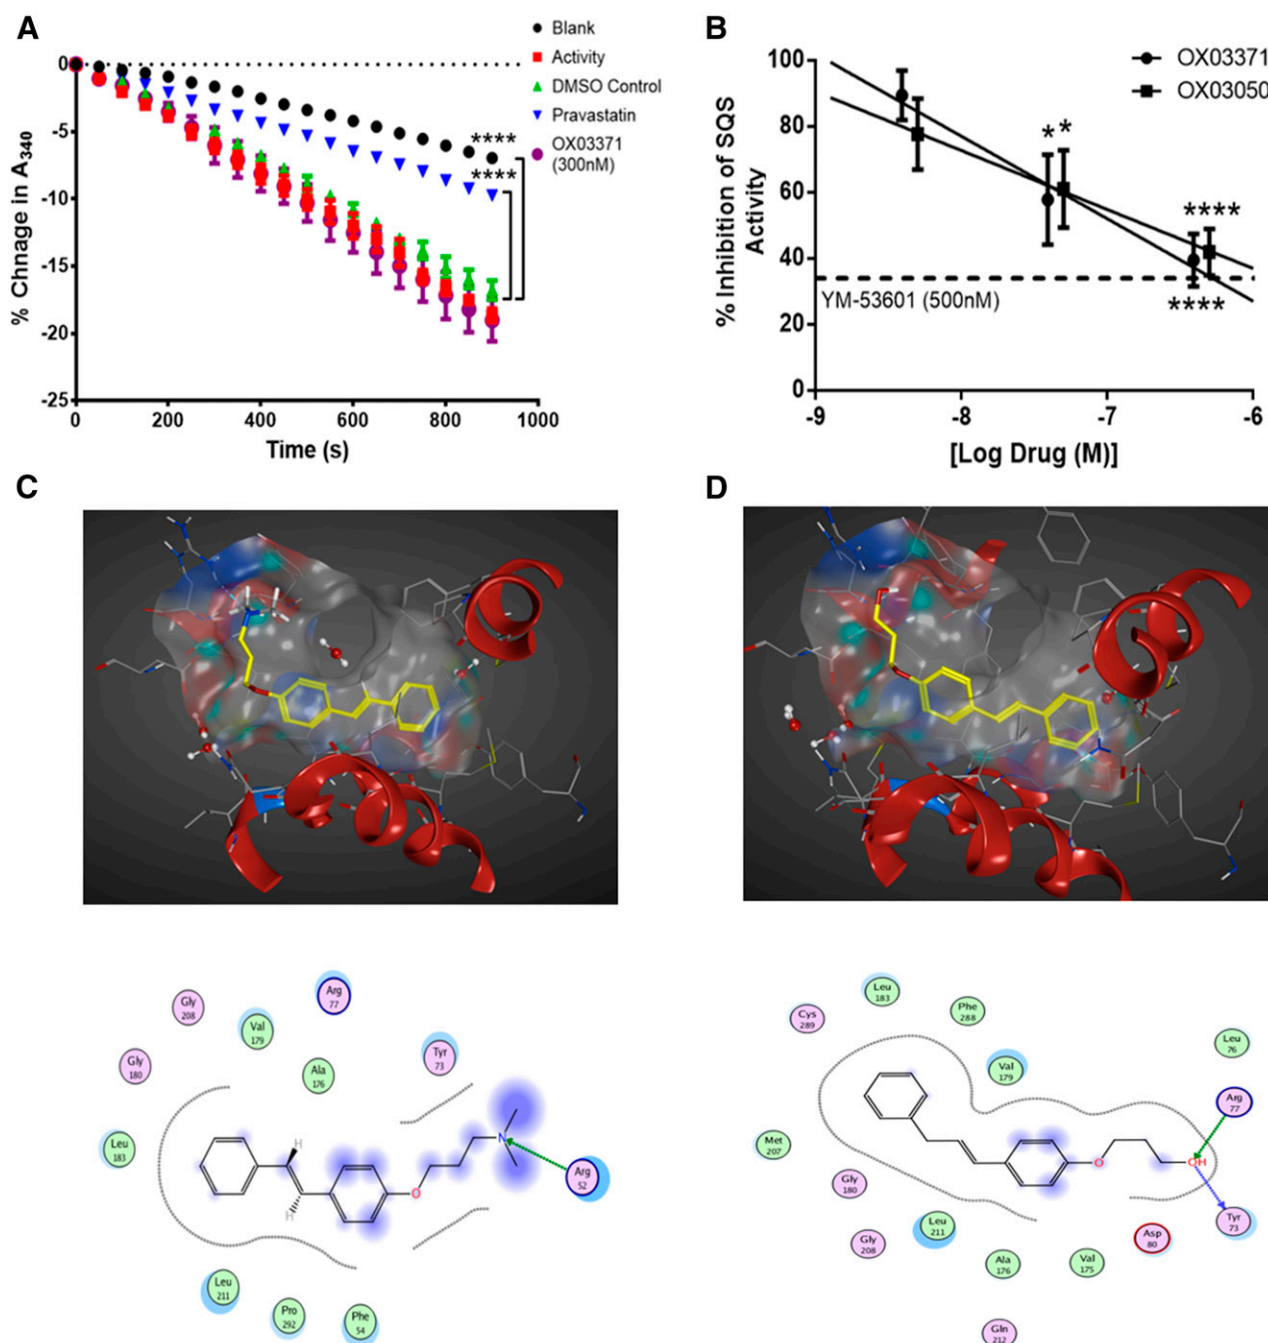 A
Blank
Activity
DMSO Control
Pravastatin
OX03371
(300nM)
****
****
0
-5
-10
-15
-20
-25
% Chnage in A340
0 200 400 600 800 1000
Time (s)
B
OX03371
OX03050
100
80
60
40
20
0
% Inhibition of SQS
Activity
* *
****
YM-53601 (500nM)
****
-9 -8 -7 -6
[Log Drug (M)]
C
D
Arg
77
Gly
208
Val
179
Tyr
73
Gly
180
Ala
176
Leu
183
H
N
H
O
Arg
52
Leu
211
Pro
292
Phe
54
Leu
183
Cys
289
Phe
288
Leu
76
Val
179
Arg
77
Met
207
O
OH
Gly
180
Tyr
73
Leu
211
Asp
80
Gly
208
Ala
176
Val
175
Gln
212